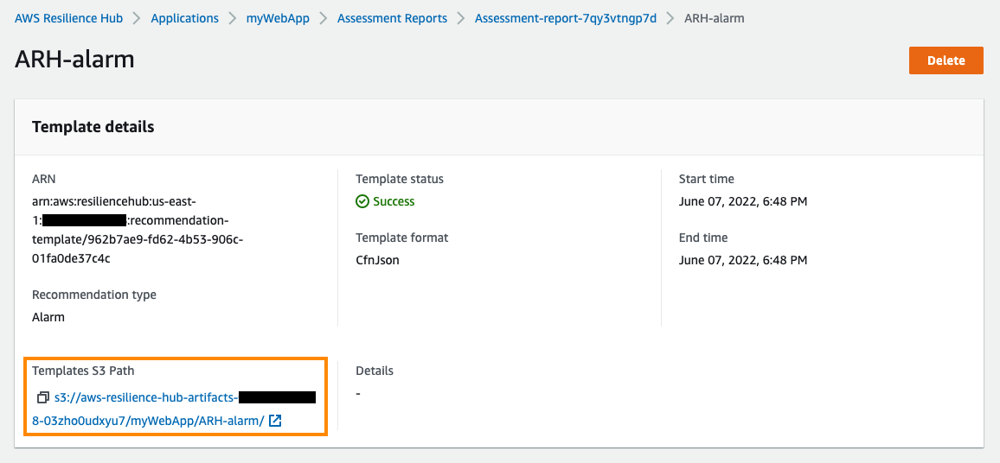 AWS Resilience Hub > Applications > myWebApp > Assessment Reports > Assessment-report-7qy3vtngp7d > ARH-alarm
ARH-alarm
Delete
Template details
ARN
arn:aws:resiliencehub:us-east-
1: :recommendation-
template/962b7ae9-fd62-4b53-906c-
01fa0de37c4c
Recommendation type
Alarm
Template status
Success
Template format
CfnJson
Start time
June 07, 2022, 6:48 PM
End time
June 07, 2022, 6:48 PM
Templates S3 Path
s3://aws-resilience-hub-artifacts-
8-03zho0udxyu7/myWebApp/ARH-alarm/
Details
-